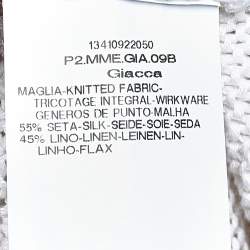 13410922050
P2.MME.GIA.09B
Giacca
MAGLIA-KNITTED FABRIC-
TRICOTAGE INTEGRAL-WIRKWARE
GENEROS DE PUNTO-MALHA
55% SETA-SILK-SEIDE-SOIE-SEDA
45% LINO-LINEN-LEINEN-LIN-
LINHO-FLAX